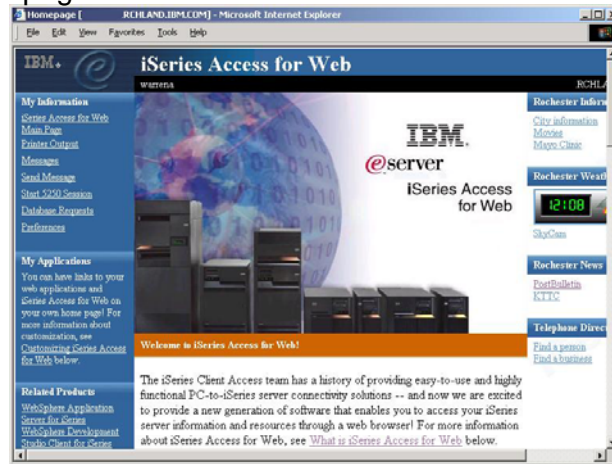 Homepage [ RCHLAND.IBM.COM] - Microsoft Internet Explorer
File Edit View Favorites Tools Help
IBM
e
iSeries Access for Web
warrena
RCHLA
My Information
iSeries Access for Web
Main Page
Printer Output
Messages
Send Message
Start 5250 Session
Database Requests
Preferences
My Applications
You can have links to your
web applications and
iSeries Access for Web on
your own home page! For
more information about
customization, see
Customizing iSeries Access
for Web below.
Related Products
WebSphere Application
Server for iSeries
WebSphere Development
Studio Client for iSeries
IBM
eserver
iSeries Access
for Web
Welcome to iSeries Access for Web!
The iSeries Client Access team has a history of providing easy-to-use and highly
functional PC-to-iSeries server connectivity solutions -- and now we are excited
to provide a new generation of software that enables you to access your iSeries
server information and resources through a web browser! For more information
about iSeries Access for Web, see What is iSeries Access for Web below.
Rochester Inform
City information
Movies
Mayo Clinic
Rochester Weath
12:08
SkyCam
Rochester News
PostBulletin
KTTC
Telephone Direc
Find a person
Find a business